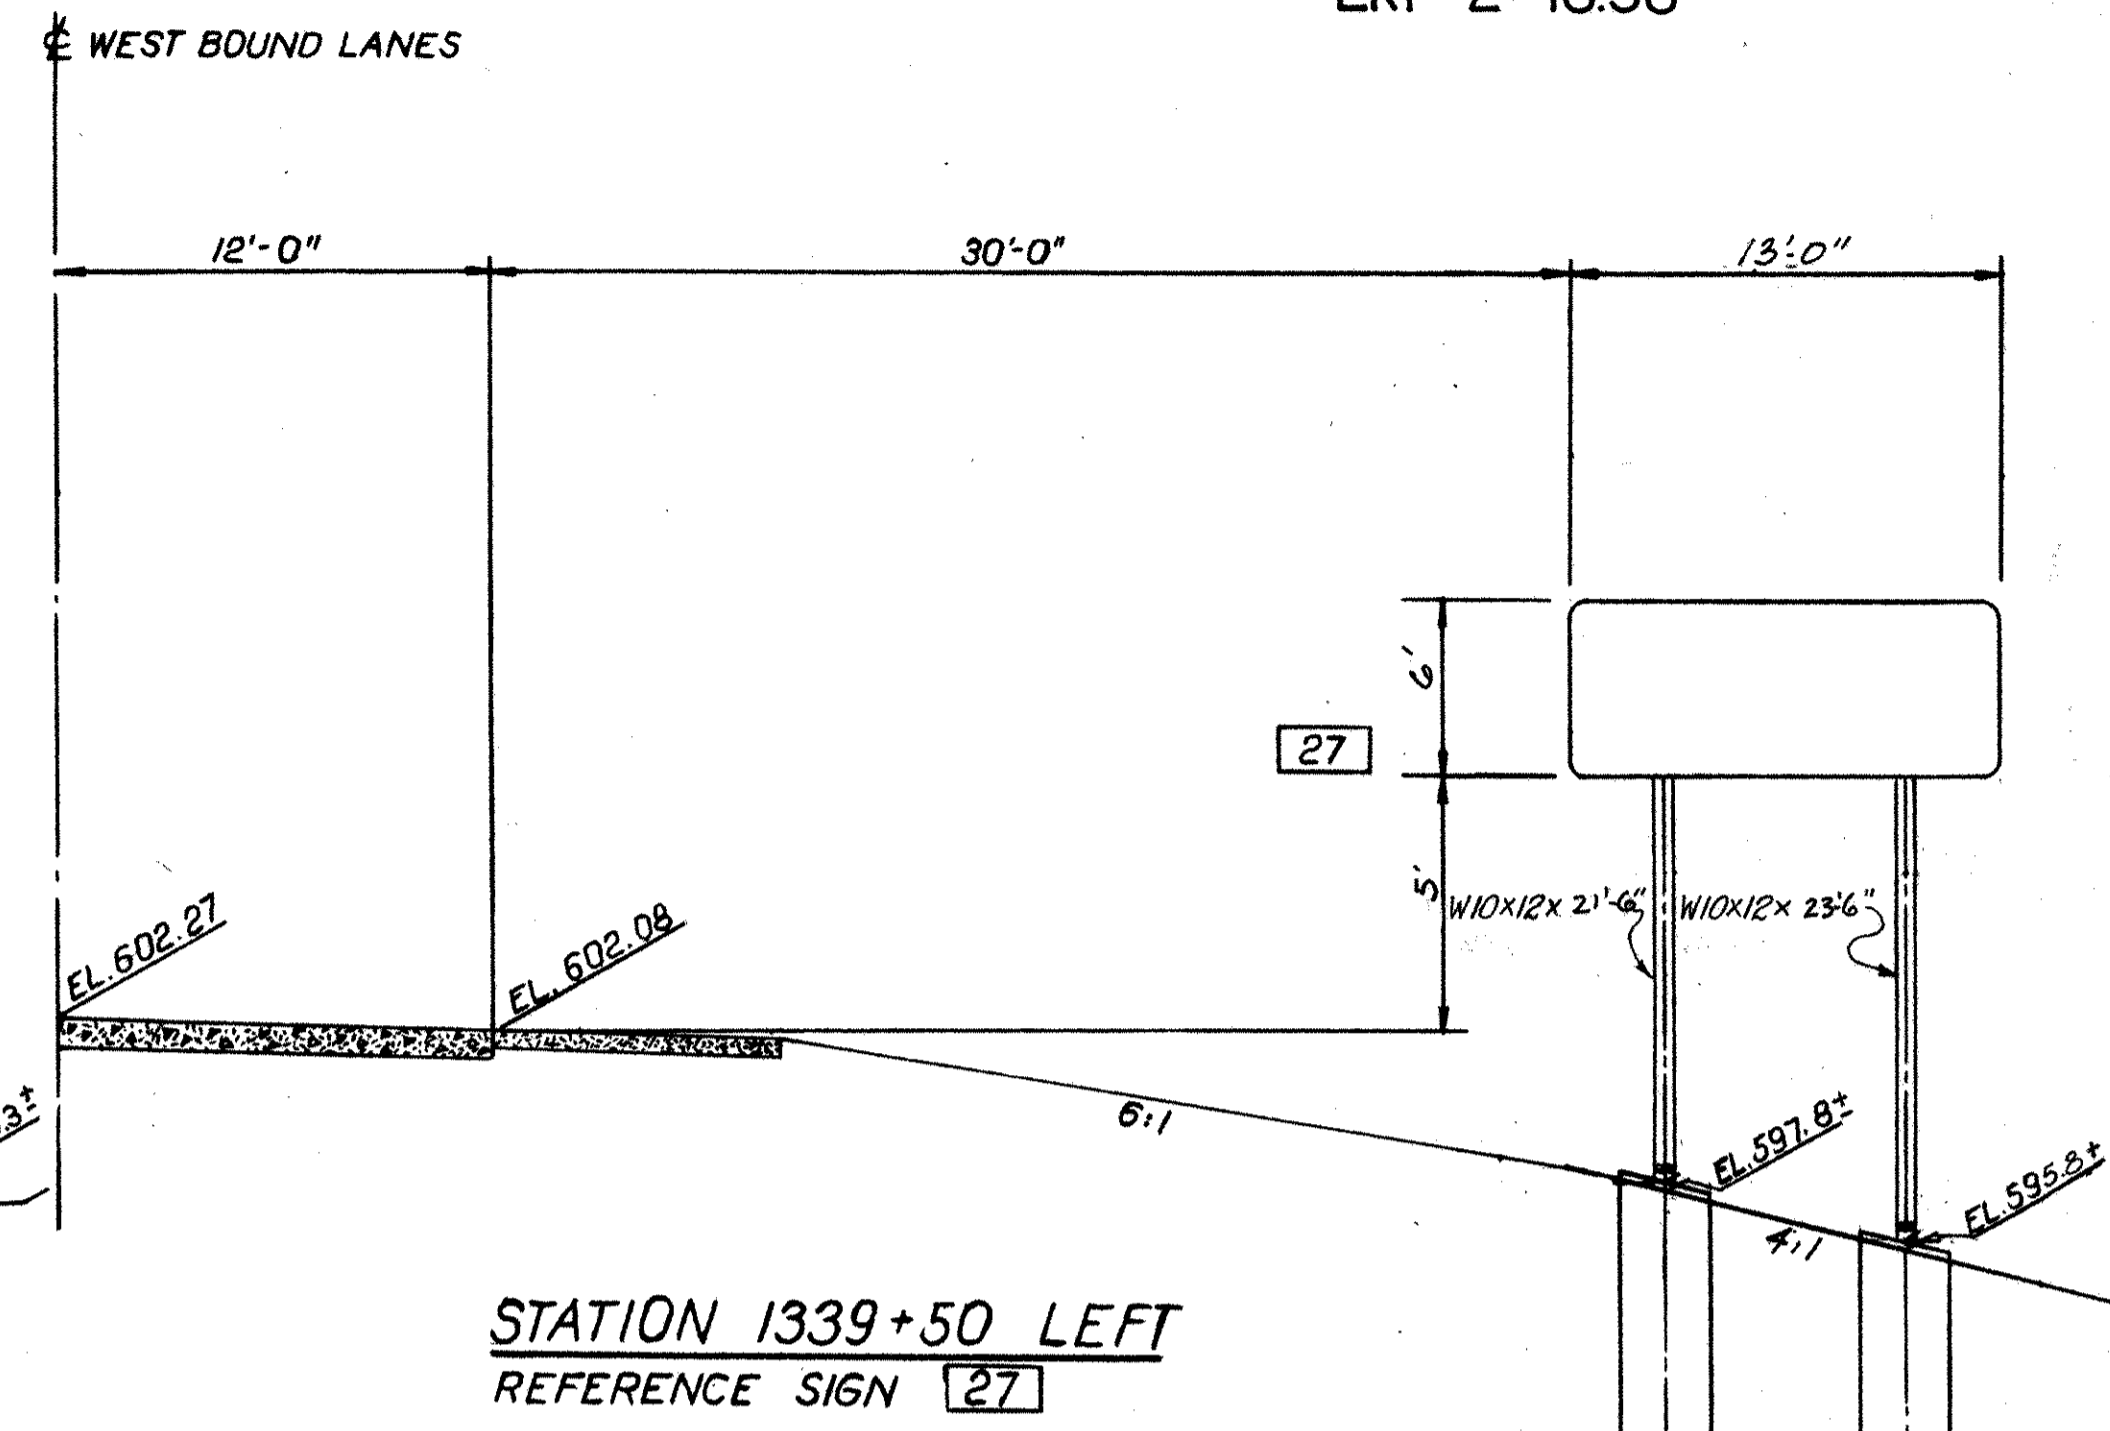 ℄ WEST BOUND LANES
12'-0"
30'-0"
13'-0"
6'
27
5'
W10x12x 21'-6"
W10x12x 23'6"
EL. 602.27
EL. 602.08
6:1
EL. 597.8±
EL. 595.8±
4:1
STATION 1339+50 LEFT
REFERENCE SIGN 27